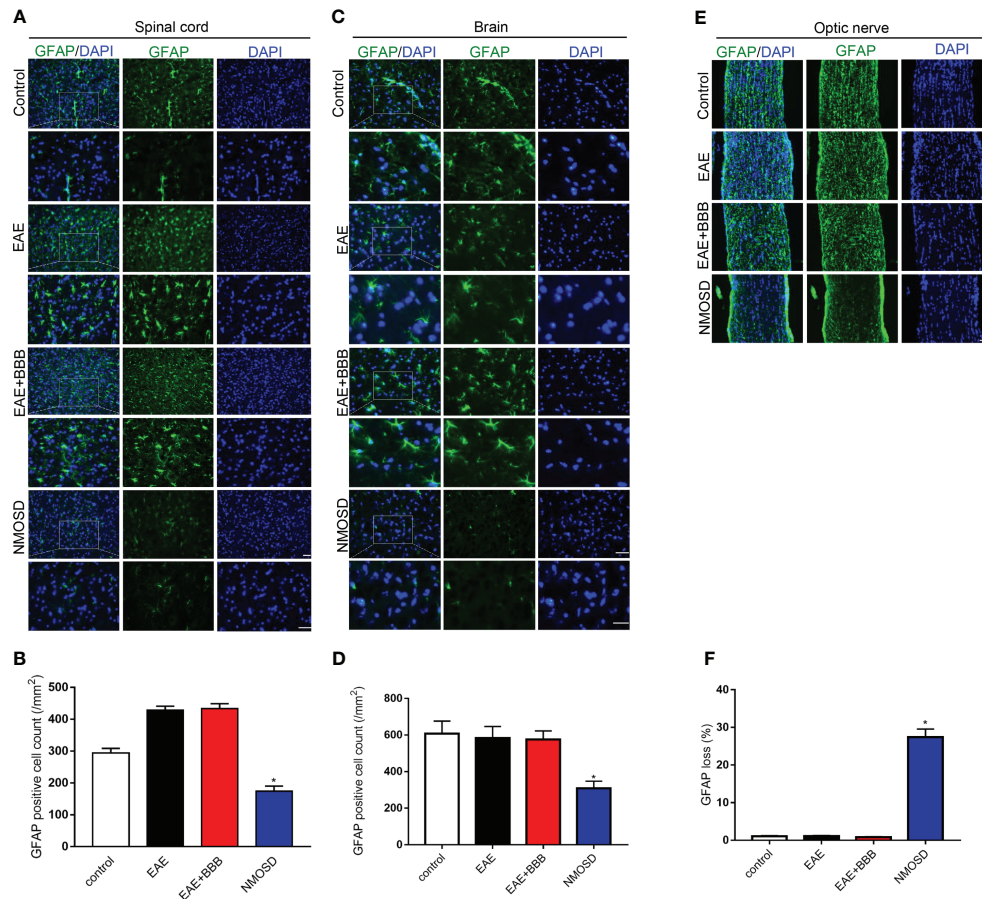 A
Spinal cord
GFAP/DAPI GFAP DAPI
Control
EAE
EAE+BBB
NMOSD
B
GFAP positive cell count (/mm²)
500
400
300
200
100
0
*
control EAE EAE+BBB NMOSD
C
Brain
GFAP/DAPI GFAP DAPI
Control
EAE
EAE+BBB
NMOSD
D
GFAP positive cell count (/mm²)
800
600
400
200
0
*
control EAE EAE+BBB NMOSD
E
Optic nerve
GFAP/DAPI GFAP DAPI
Control
EAE
EAE+BBB
NMOSD
F
GFAP loss (%)
40
30
20
10
0
*
control EAE EAE+BBB NMOSD